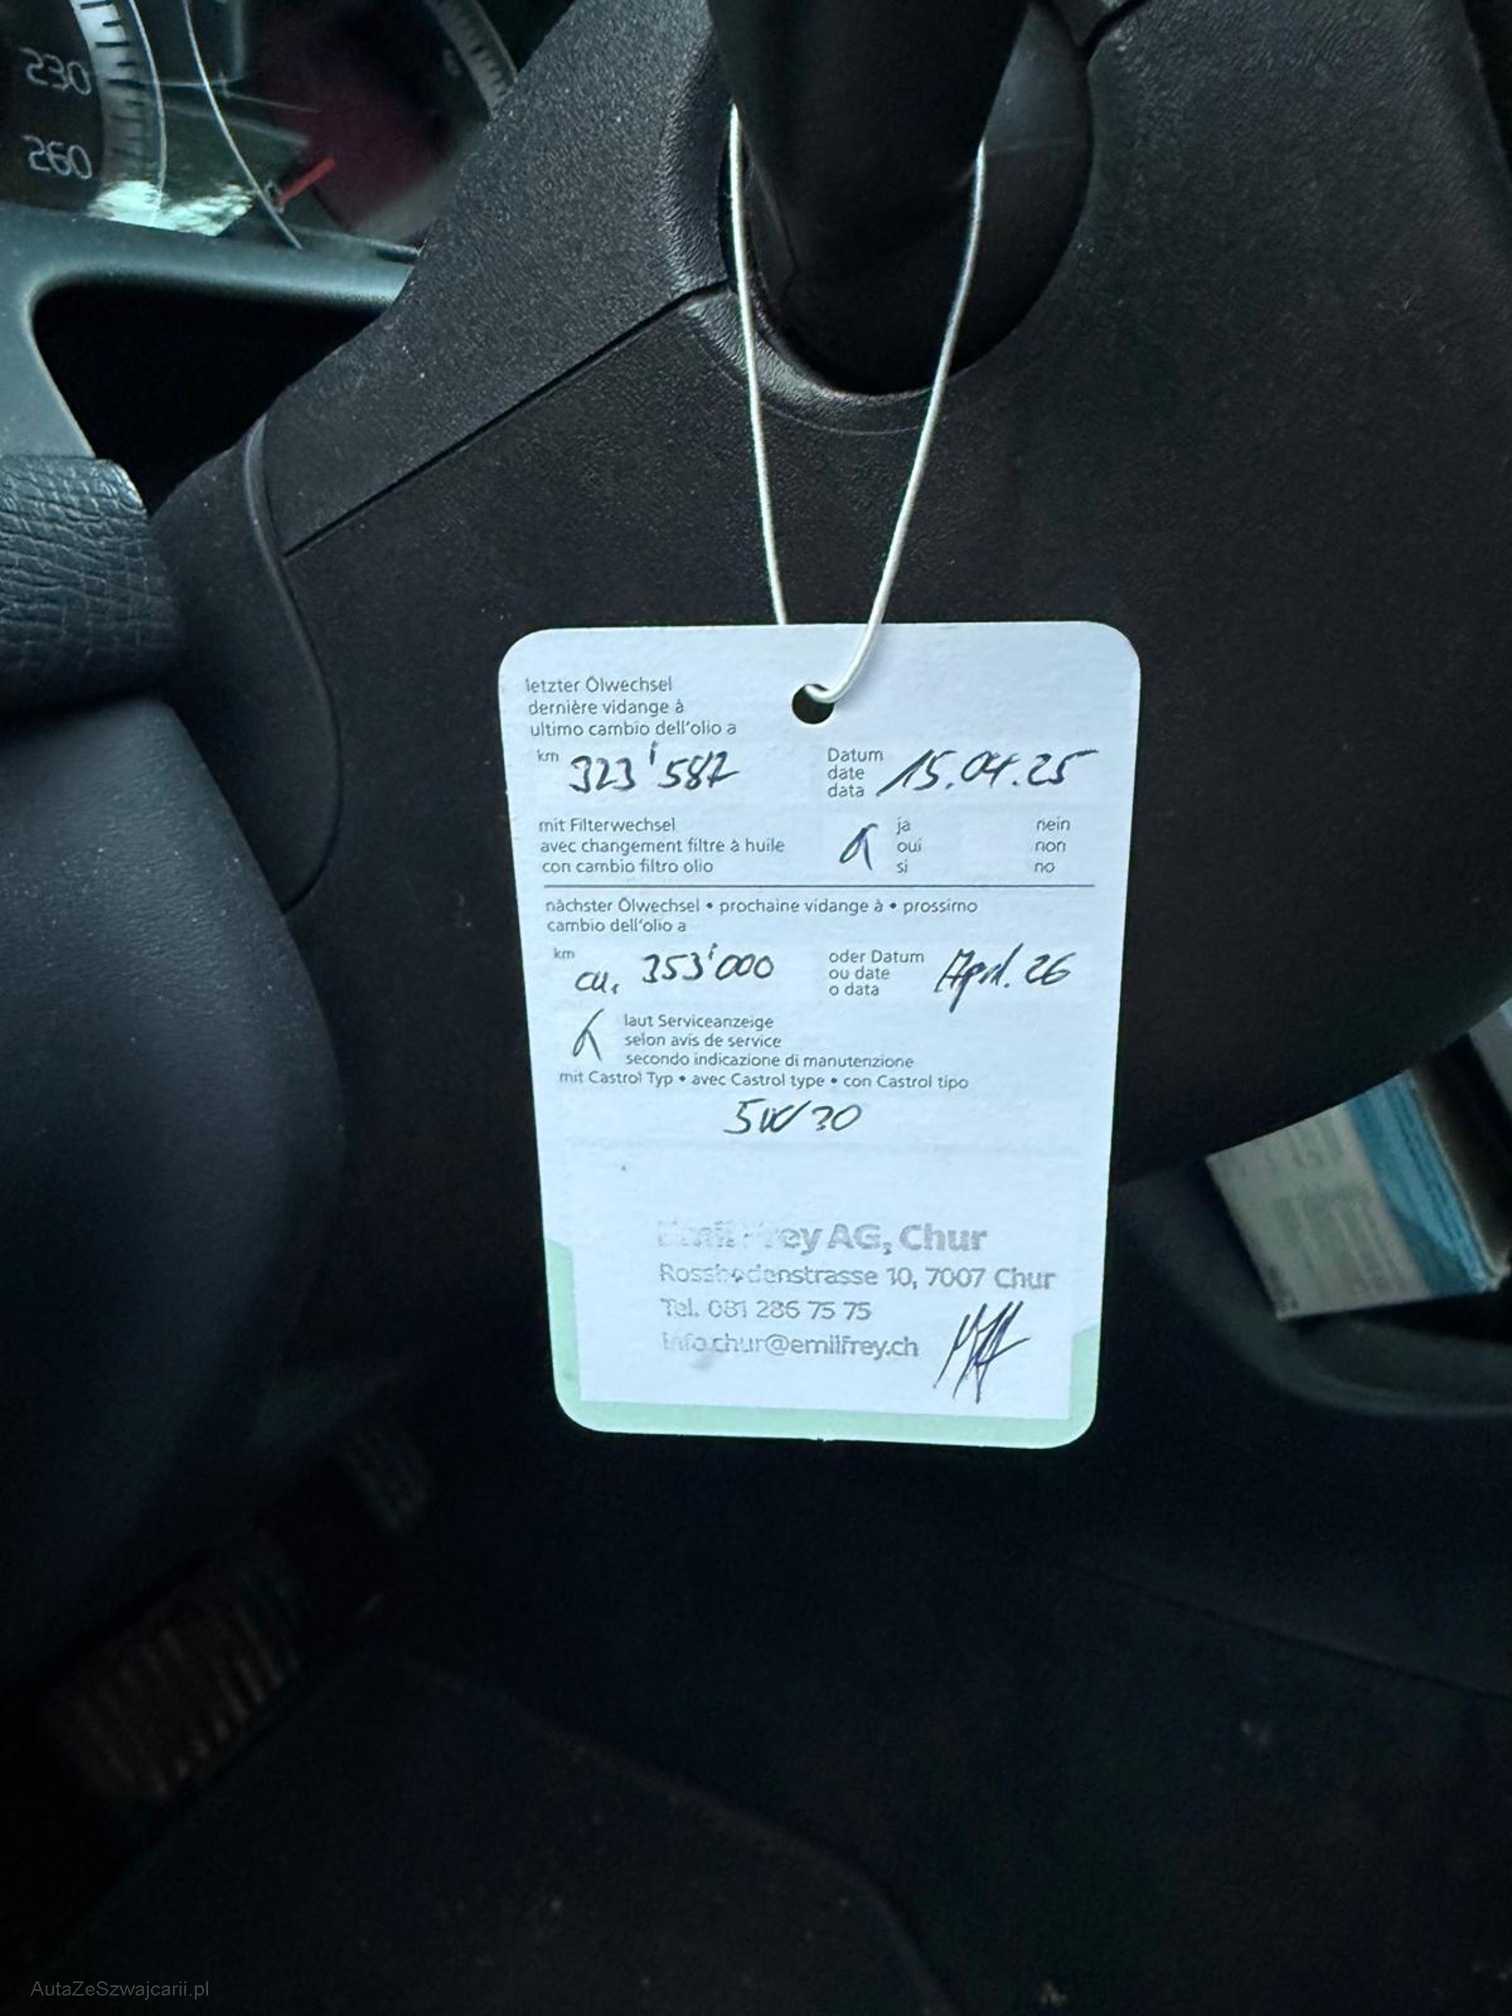 230
260
letzter Ölwechsel
dernière vidange à
ultimo cambio dell'olio a
km 323'587
Datum
date
data
15.04.25
mit Filterwechsel
avec changement filtre à huile
con cambio filtro olio
ja
oui
si
nein
non
no
nächster Ölwechsel • prochaine vidange à • prossimo
cambio dell'olio a
km ca. 353'000
oder Datum
ou date
o data
April. 26
laut Serviceanzeige
selon avis de service
secondo indicazione di manutenzione
mit Castrol Typ • avec Castrol type • con Castrol tipo
5W30
Emil Frey AG, Chur
Rossbodenstrasse 10, 7007 Chur
Tel. 081 286 75 75
info.chur@emilfrey.ch
AutaZeSzwajcarii.pl